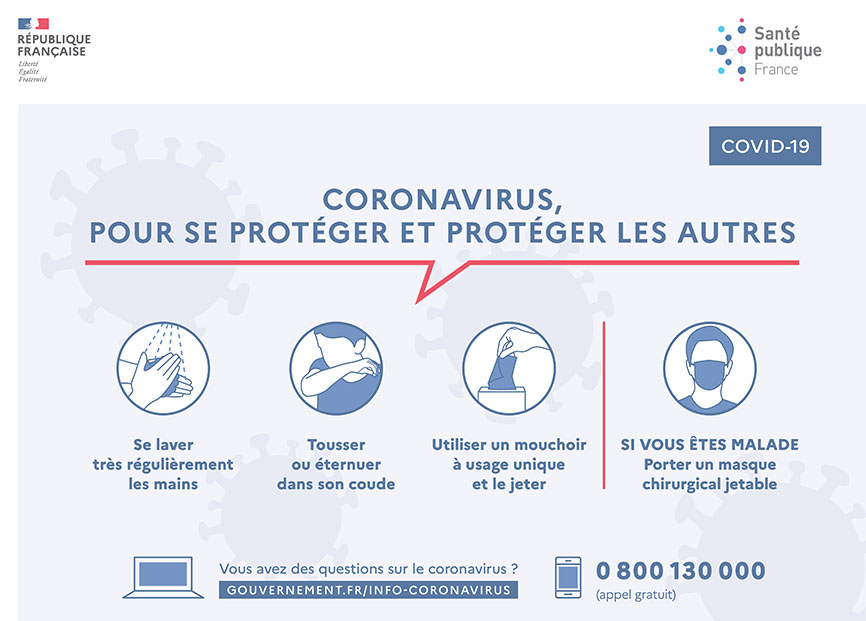 RÉPUBLIQUE
FRANÇAISE
Liberté
Égalité
Fraternité
Santé
publique
France
COVID-19
CORONAVIRUS,
POUR SE PROTÉGER ET PROTÉGER LES AUTRES
Se laver
très régulièrement
les mains
Tousser
ou éternuer
dans son coude
Utiliser un mouchoir
à usage unique
et le jeter
SI VOUS ÊTES MALADE
Porter un masque
chirurgical jetable
Vous avez des questions sur le coronavirus ?
GOUVERNEMENT.FR/INFO-CORONAVIRUS
0 800 130 000
(appel gratuit)